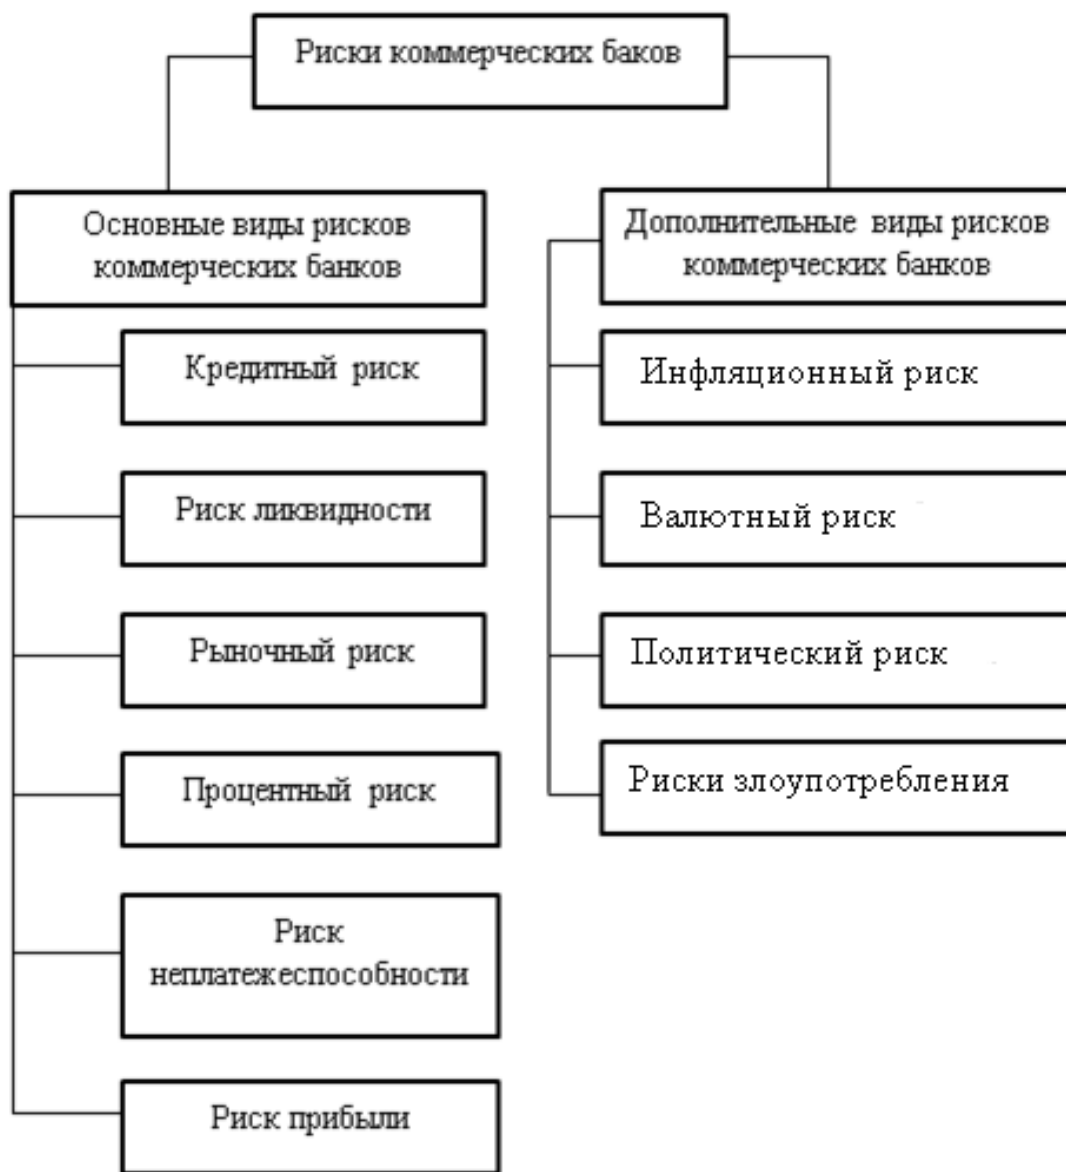 Риски коммерческих баков
Основные виды рисков
коммерческих банков
Кредитный риск
Риск ликвидности
Рыночный риск
Процентный риск
Риск
неплатежеспособности
Риск прибыли
Дополнительные виды рисков
коммерческих банков
Инфляционный риск
Валютный риск
Политический риск
Риски злоупотребления